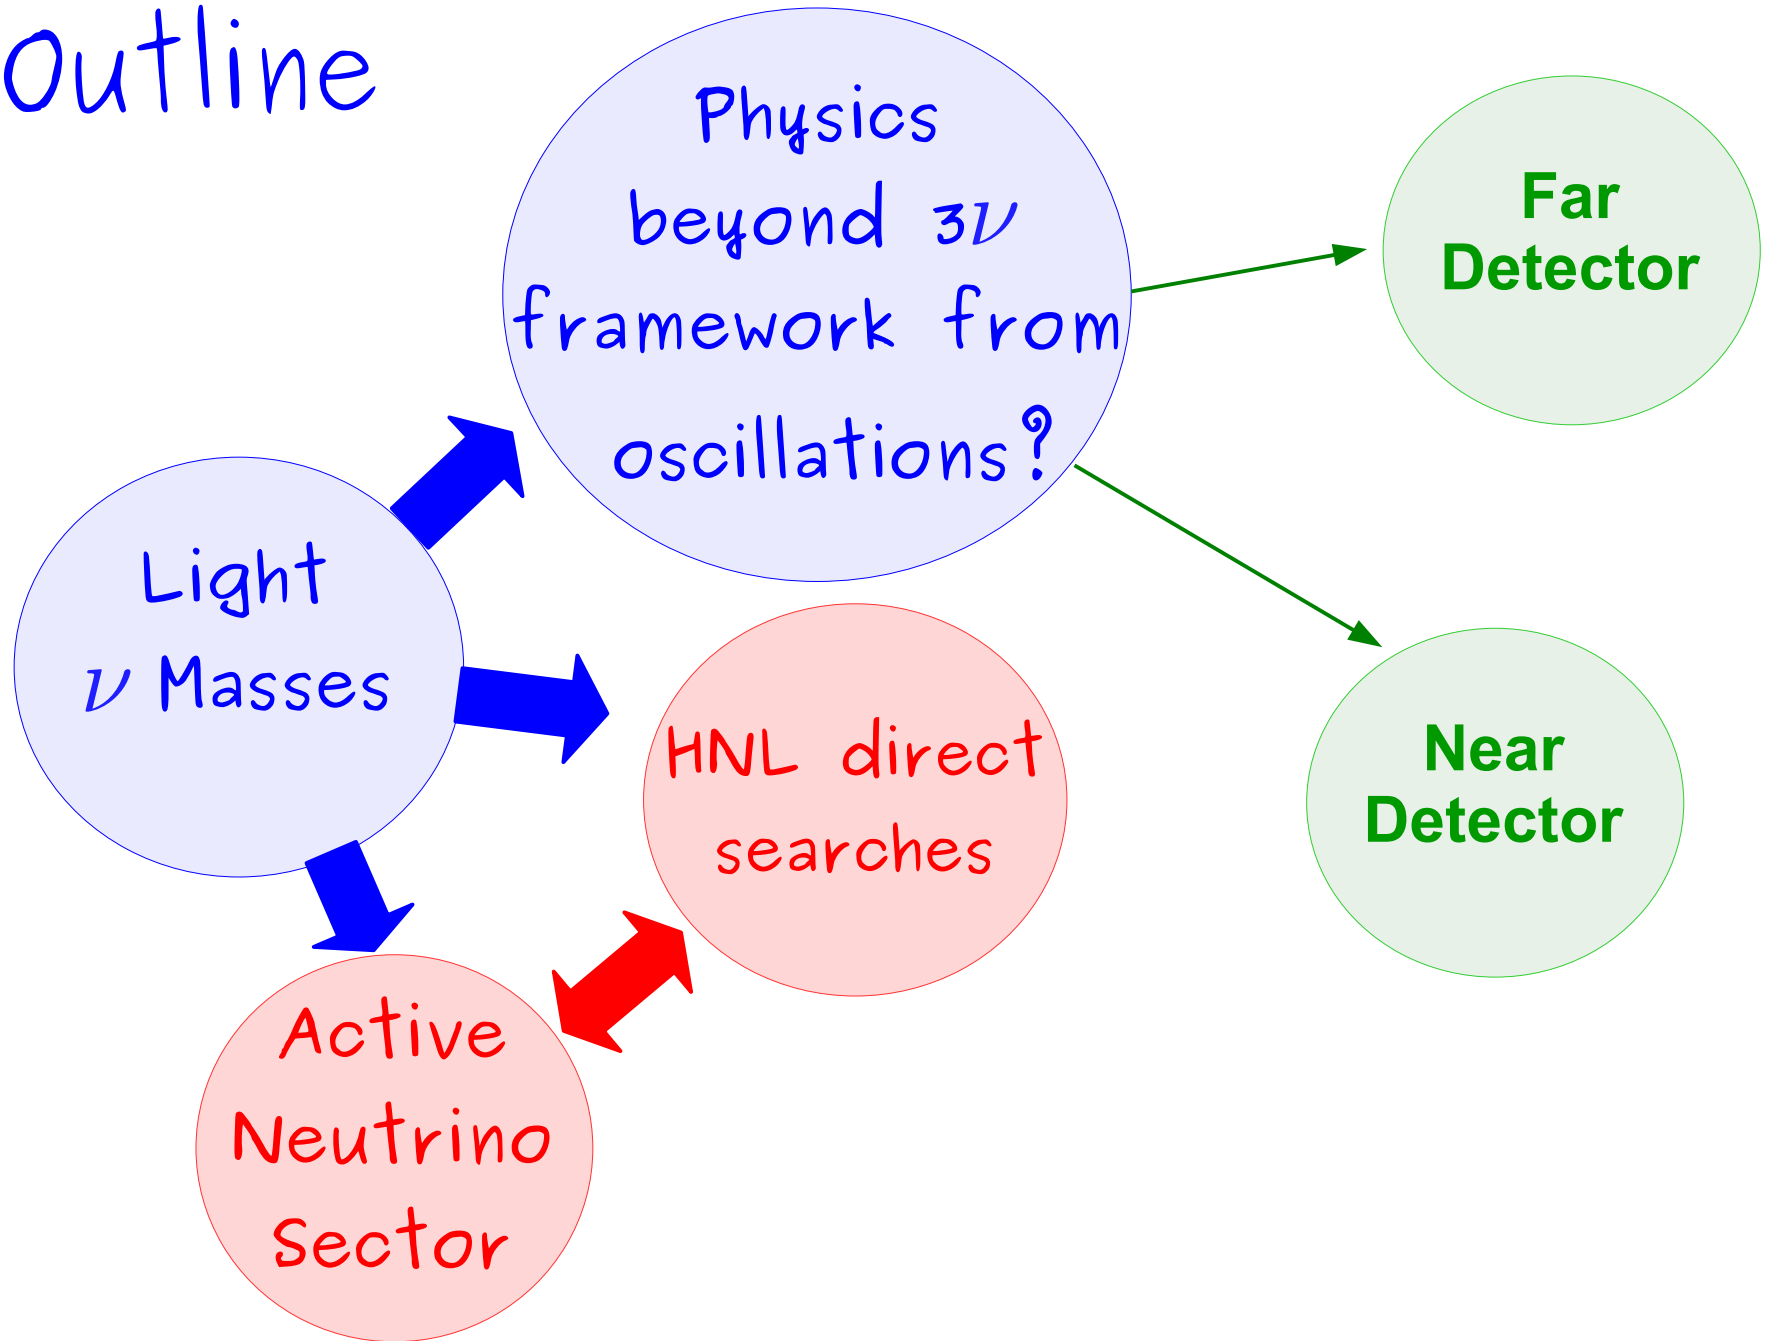 Outline
Physics
beyond 3ν
framework from
oscillations?
Far
Detector
Light
ν Masses
HNL direct
searches
Near
Detector
Active
Neutrino
Sector